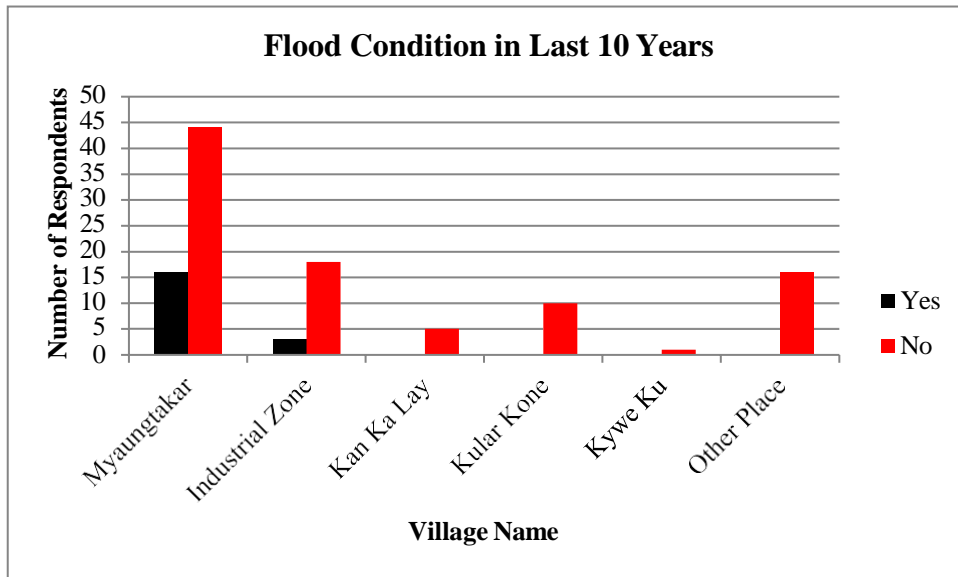 Flood Condition in Last 10 Years
Number of Respondents
50
45
40
35
30
25
20
15
10
5
0
Myaungtakar
Industrial Zone
Kan Ka Lay
Kular Kone
Kywe Ku
Other Place
Village Name
Yes
No